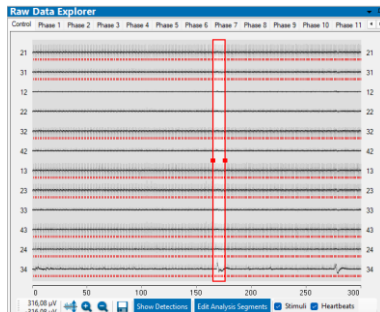 Raw Data Explorer
Control Phase 1 Phase 2 Phase 3 Phase 4 Phase 5 Phase 6 Phase 7 Phase 8 Phase 9 Phase 10 Phase 11
21 21
31 31
12 12
22 22
32 32
42 42
13 13
23 23
33 33
43 43
24 24
34 34
0 50 100 150 200 250 300
316,08 µV Show Detections Edit Analysis Segments Stimuli Heartbeats
316,08 µV